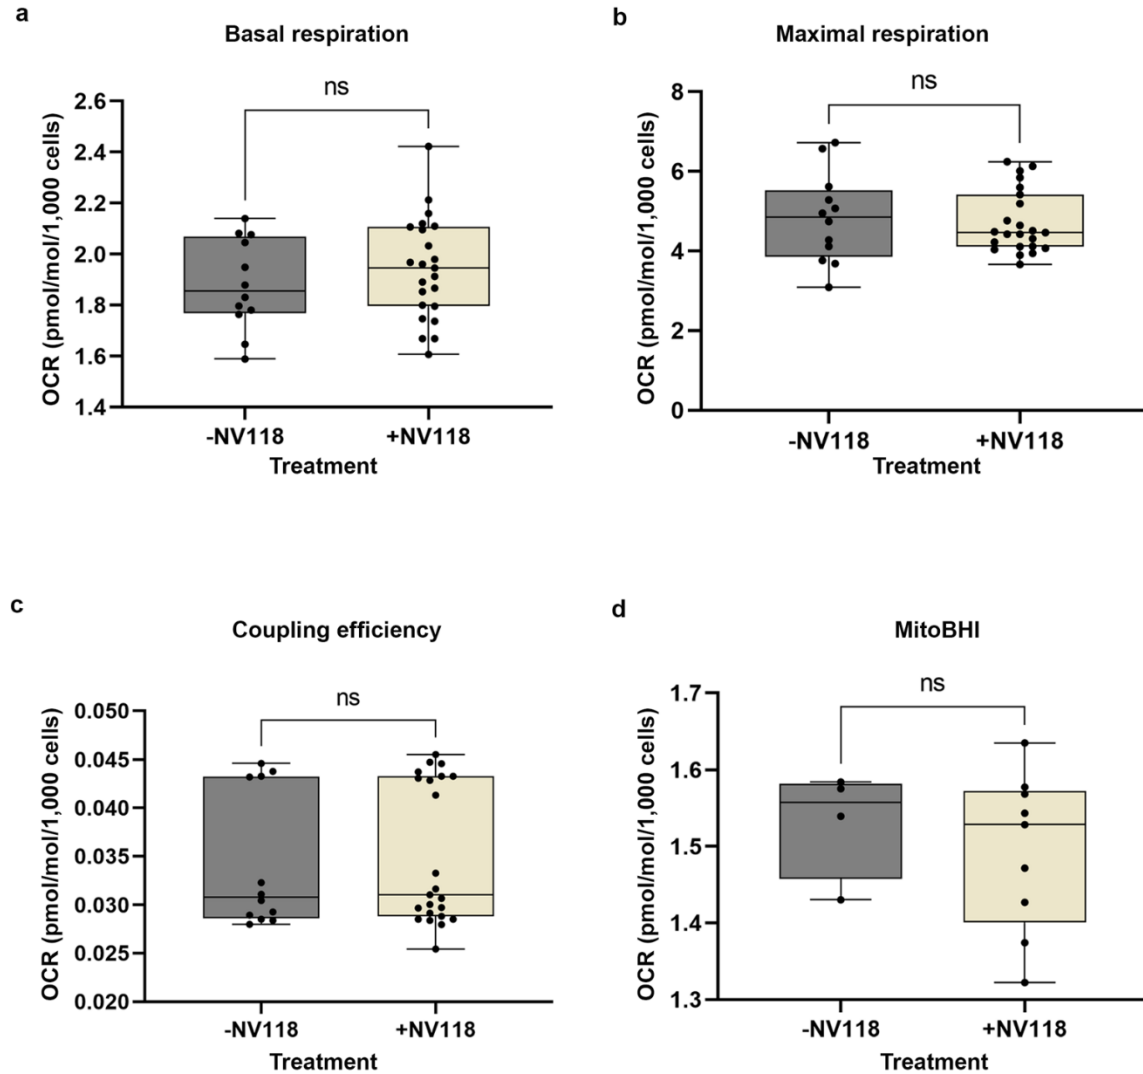 a
Basal respiration
ns
OCR (pmol/mol/1,000 cells)
2.6
2.4
2.2
2.0
1.8
1.6
1.4
-NV118
+NV118
Treatment
b
Maximal respiration
ns
OCR (pmol/mol/1,000 cells)
8
6
4
2
0
-NV118
+NV118
Treatment
c
Coupling efficiency
ns
OCR (pmol/mol/1,000 cells)
0.050
0.045
0.040
0.035
0.030
0.025
0.020
-NV118
+NV118
Treatment
d
MitoBHI
ns
OCR (pmol/mol/1,000 cells)
1.7
1.6
1.5
1.4
1.3
-NV118
+NV118
Treatment